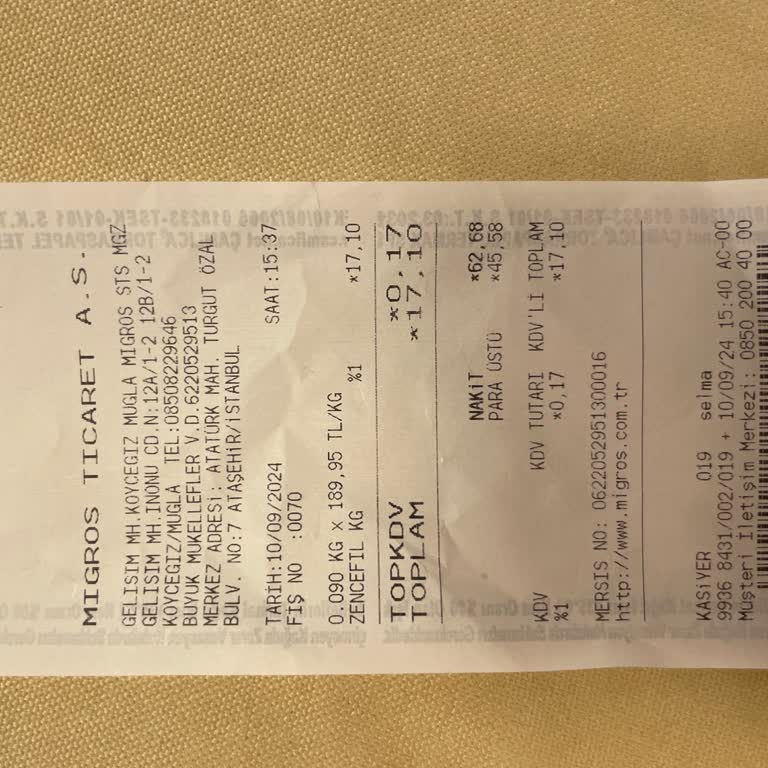 MIGROS TICARET A.S.
GELISIM MH.KOYCEGIZ MUGLA MIGROS STS MGZ
GELISIM MH.INONU CD.N:12A/1-2 12B/1-2
KOYCEGIZ/MUGLA TEL:08508229646
BUYUK MUKELLEFLER V.D.6220529513
MERKEZ ADRESİ: ATATÜRK MAH. TURGUT ÖZAL
BULV. NO:7 ATAŞEHİR/İSTANBUL
TARİH:10/09/2024 SAAT:15:37
FİŞ NO :0070
0.090 KG x 189,95 TL/KG
ZENCEFIL KG %1 *17,10
TOPKDV *0,17
TOPLAM *17,10
NAKİT *62,68
PARA ÜSTÜ *45,58
KDV KDV TUTARI KDV'Lİ TOPLAM
%1 *0,17 *17,10
MERSIS NO: 0622052951300016
http://www.migros.com.tr
KASİYER 019 selma
9936 8431/002/019 + 10/09/24 15:40 AC-00
Müşteri İletişim Merkezi: 0850 200 40 00